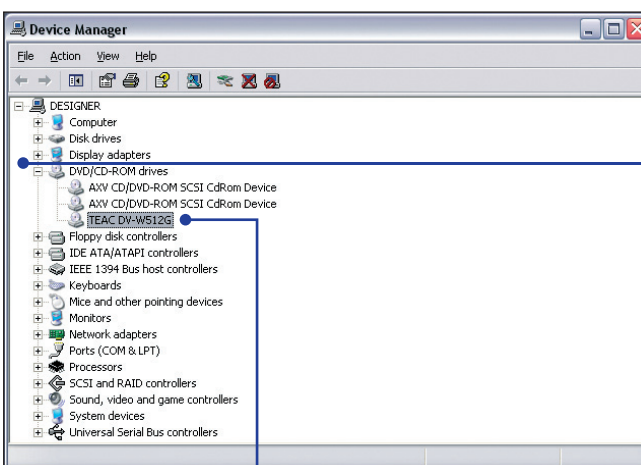 Device Manager
File Action View Help
DESIGNER
Computer
Disk drives
Display adapters
DVD/CD-ROM drives
AXV CD/DVD-ROM SCSI CdRom Device
AXV CD/DVD-ROM SCSI CdRom Device
TEAC DV-W512G
Floppy disk controllers
IDE ATA/ATAPI controllers
IEEE 1394 Bus host controllers
Keyboards
Mice and other pointing devices
Monitors
Network adapters
Ports (COM & LPT)
Processors
SCSI and RAID controllers
Sound, video and game controllers
System devices
Universal Serial Bus controllers